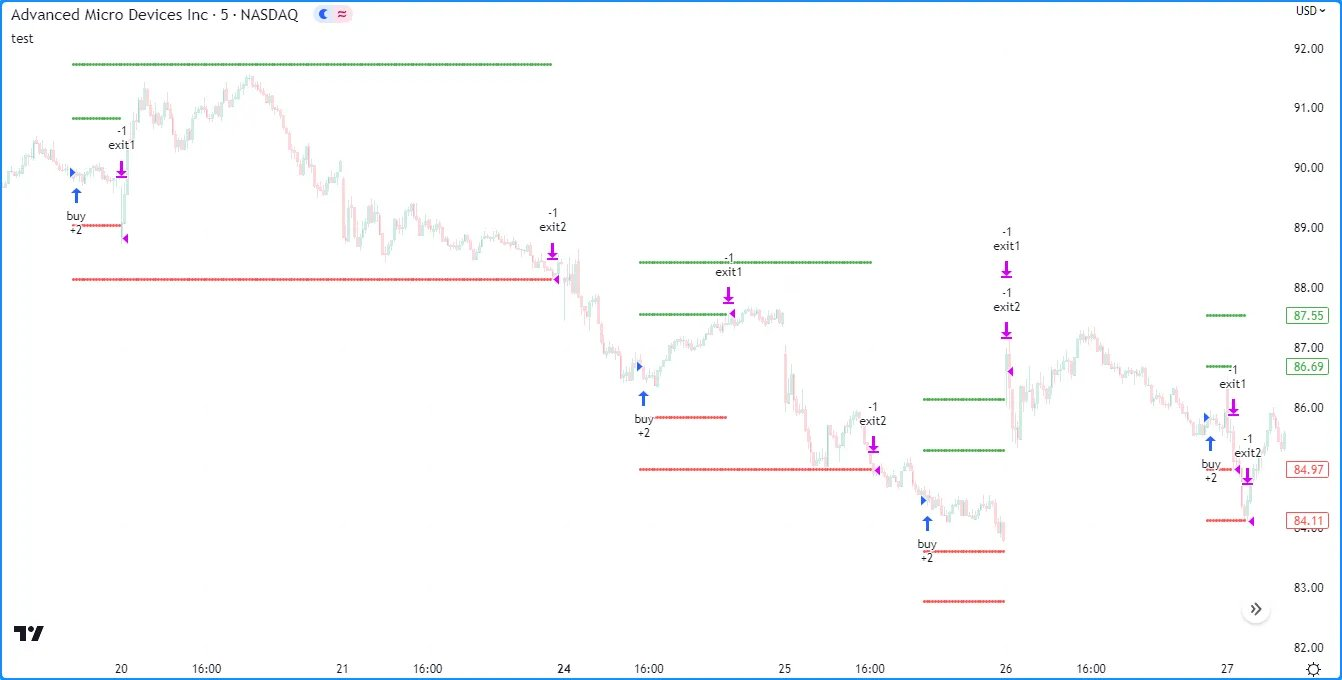 Advanced Micro Devices Inc · 5 · NASDAQ
USD
test
92.00
91.00
90.00
89.00
88.00
87.55
87.00
86.69
86.00
84.97
84.11
84.00
83.00
82.00
-1
exit1
buy
+2
-1
exit2
-1
exit1
buy
+2
-1
exit2
-1
exit1
-1
exit2
buy
+2
-1
exit1
-1
exit2
buy
+2
20
16:00
21
16:00
24
16:00
25
16:00
26
16:00
27